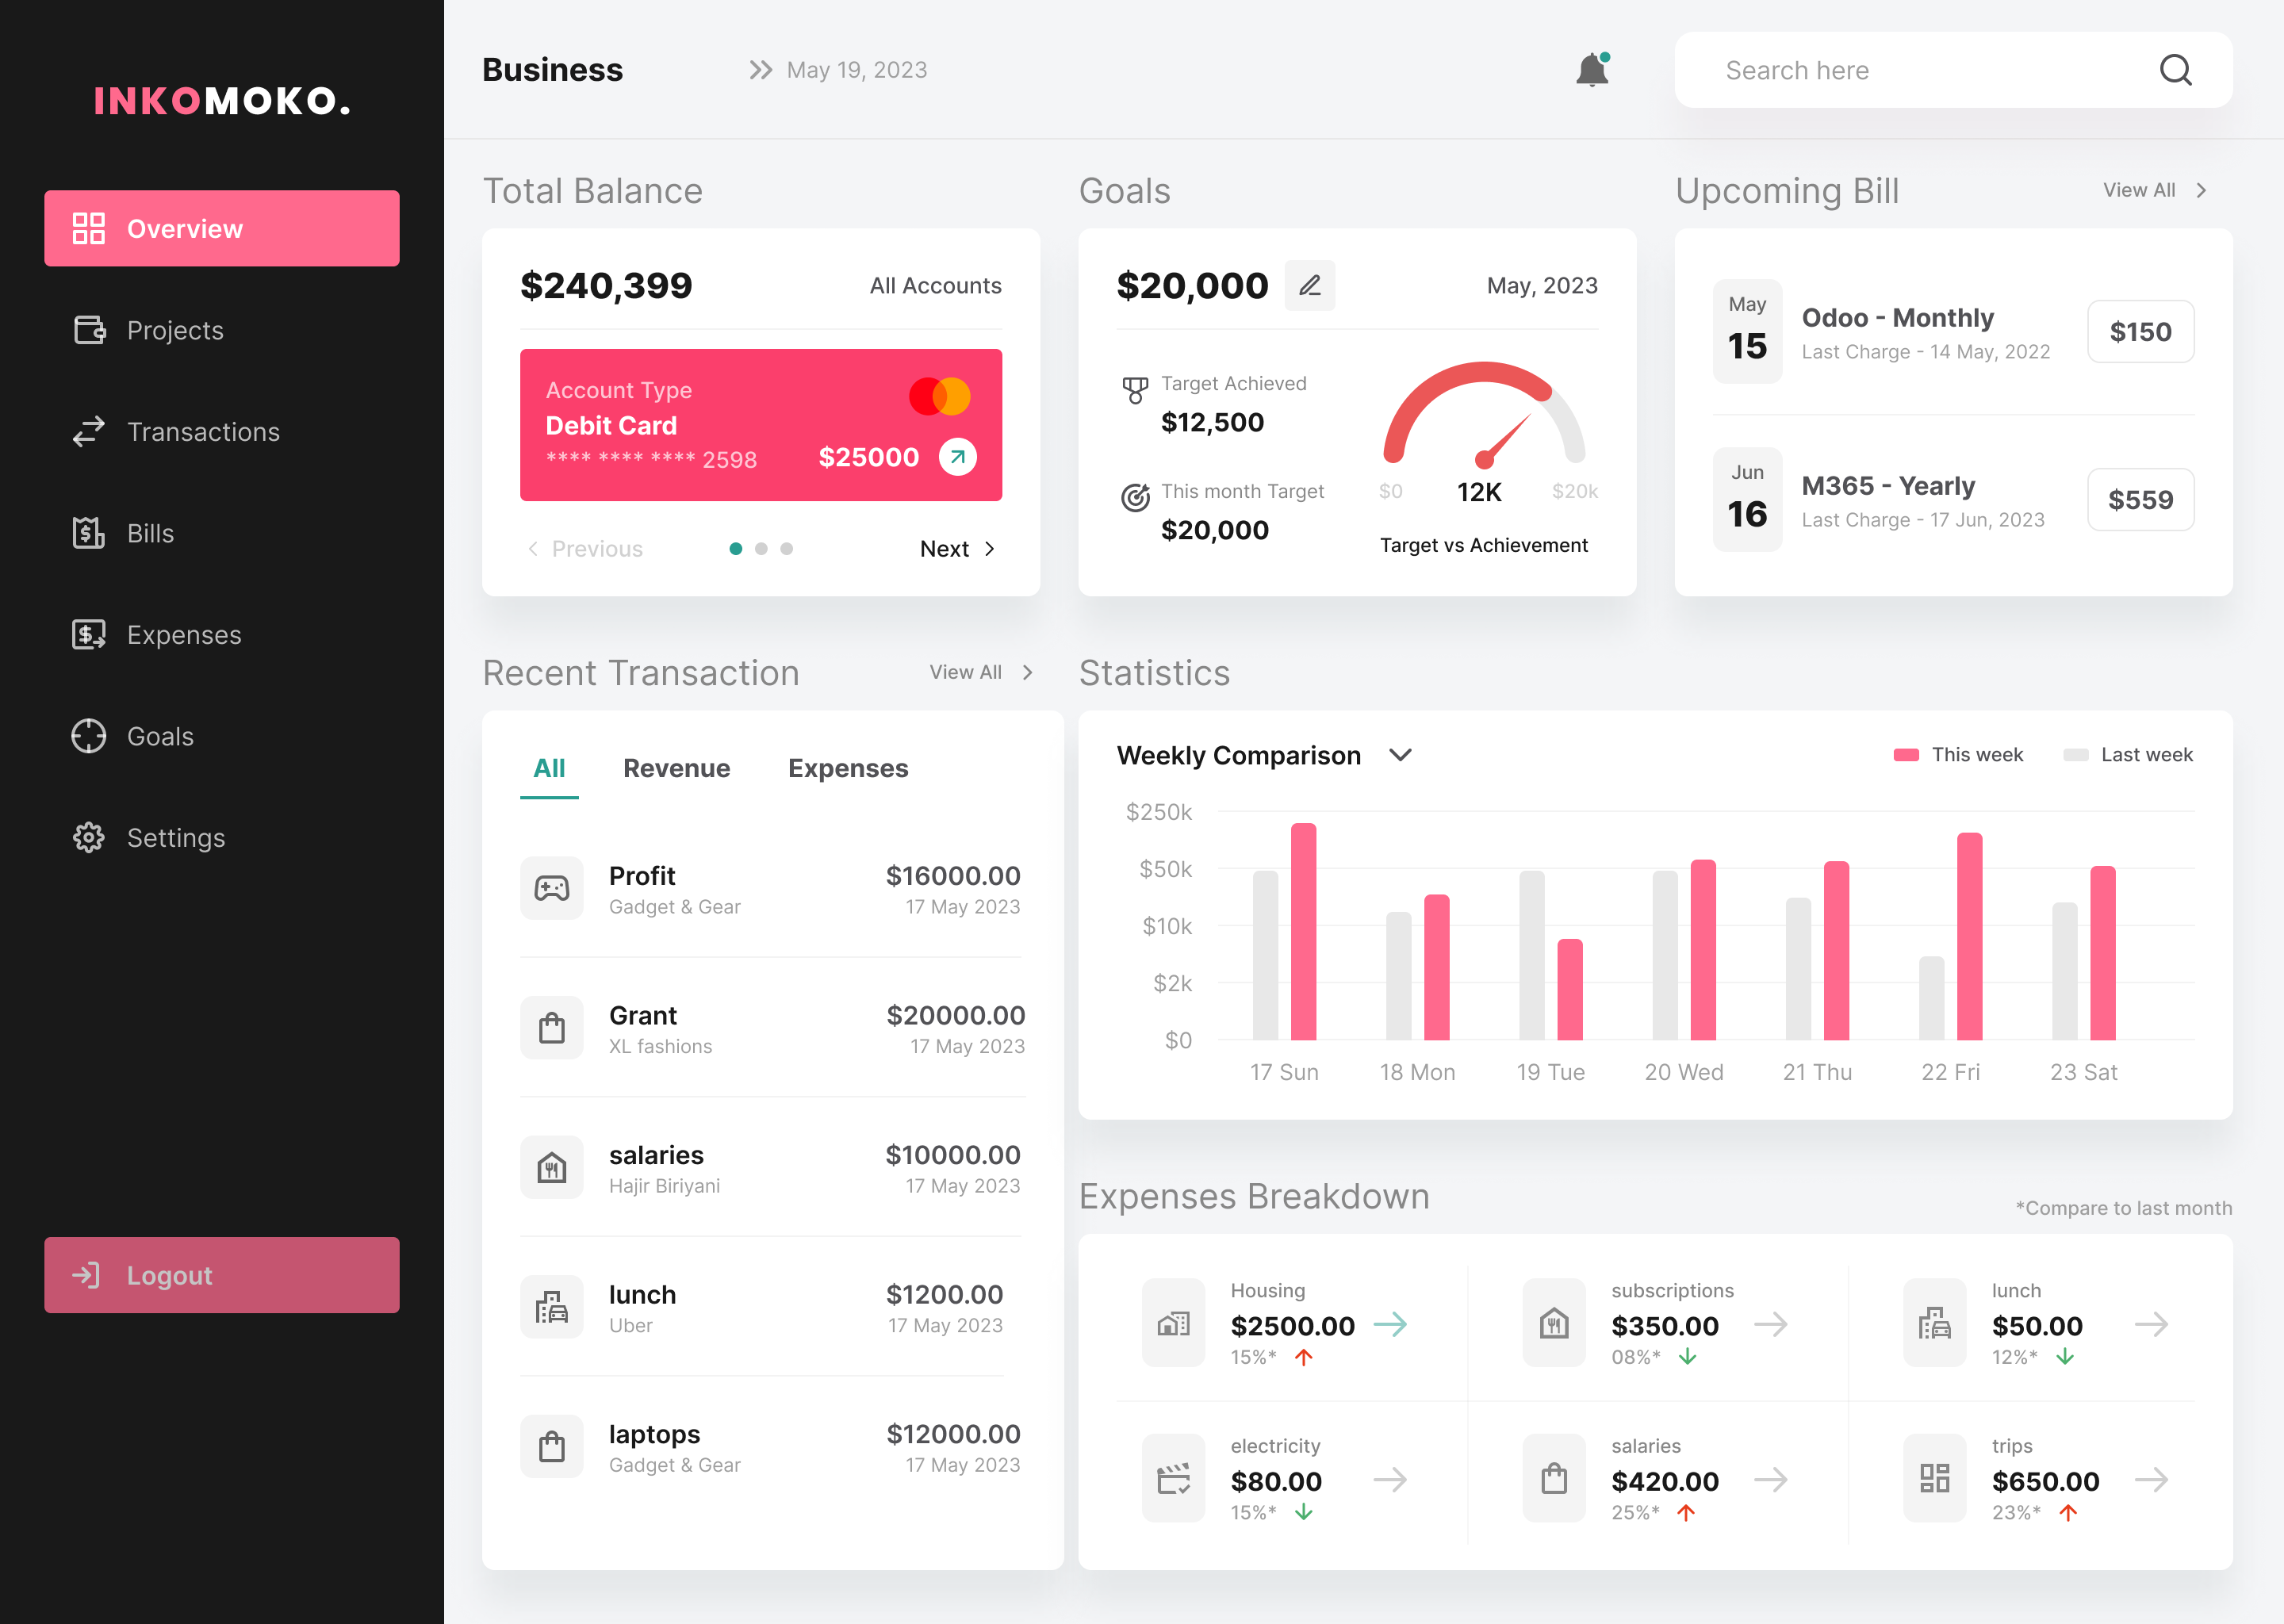 INKOMOKO.
Overview
Projects
Transactions
Bills
Expenses
Goals
Settings
Logout
Business
May 19, 2023
Search here
Total Balance
$240,399
All Accounts
Account Type
Debit Card
**** **** **** 2598
$25000
Previous
Next
Goals
$20,000
May, 2023
Target Achieved
$12,500
This month Target
$20,000
$0
12K
$20k
Target vs Achievement
Upcoming Bill
View All
May
15
Odoo - Monthly
Last Charge - 14 May, 2022
$150
Jun
16
M365 - Yearly
Last Charge - 17 Jun, 2023
$559
Recent Transaction
View All
All
Revenue
Expenses
Profit
$16000.00
Gadget & Gear
17 May 2023
Grant
$20000.00
XL fashions
17 May 2023
salaries
$10000.00
Hajir Biriyani
17 May 2023
lunch
$1200.00
Uber
17 May 2023
laptops
$12000.00
Gadget & Gear
17 May 2023
Statistics
Weekly Comparison
This week
Last week
$250k
$50k
$10k
$2k
$0
17 Sun
18 Mon
19 Tue
20 Wed
21 Thu
22 Fri
23 Sat
Expenses Breakdown
*Compare to last month
Housing
$2500.00
15%*
subscriptions
$350.00
08%*
lunch
$50.00
12%*
electricity
$80.00
15%*
salaries
$420.00
25%*
trips
$650.00
23%*